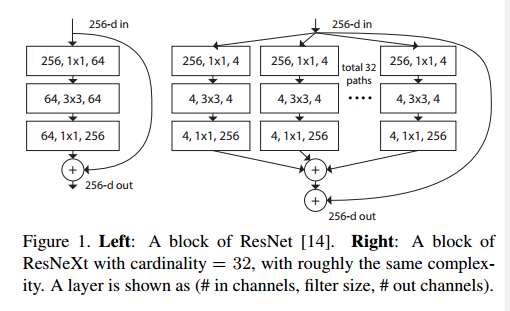 256-d in
256, 1x1, 64
64, 3x3, 64
64, 1x1, 256
+
256-d out
256-d in
256, 1x1, 4
256, 1x1, 4
total 32
paths
256, 1x1, 4
4, 3x3, 4
4, 3x3, 4
....
4, 3x3, 4
4, 1x1, 256
4, 1x1, 256
4, 1x1, 256
+
+
256-d out
Figure 1. Left: A block of ResNet [14]. Right: A block of
ResNeXt with cardinality = 32, with roughly the same complex-
ity. A layer is shown as (# in channels, filter size, # out channels).